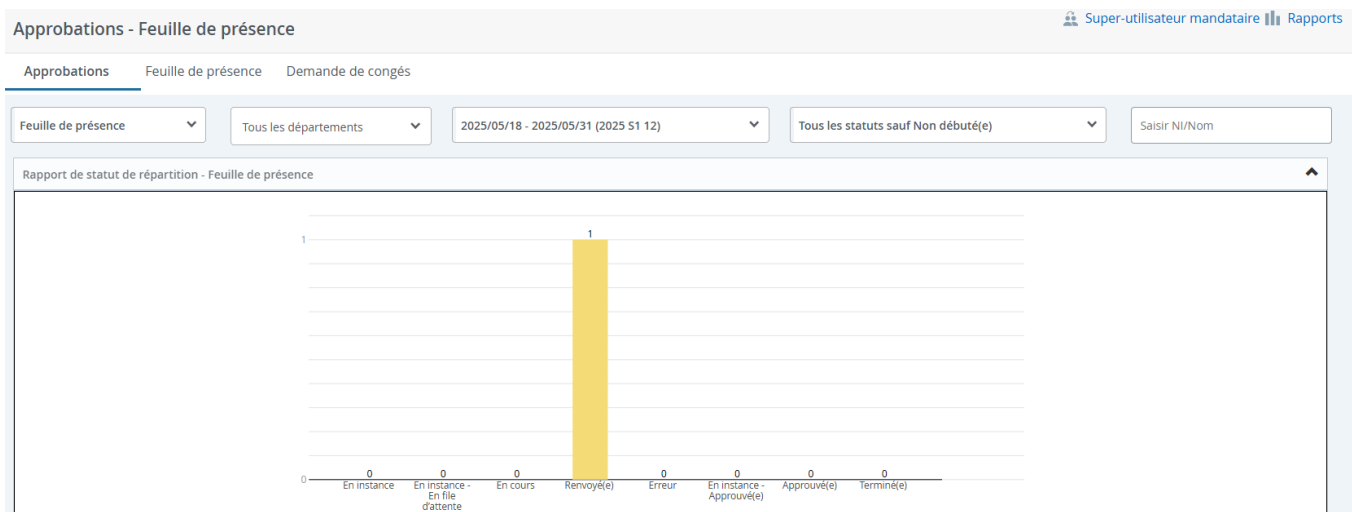 Approbations - Feuille de présence
Super-utilisateur mandataire
Rapports
Approbations
Feuille de présence
Demande de congés
Feuille de présence
Tous les départements
2025/05/18 - 2025/05/31 (2025 S1 12)
Tous les statuts sauf Non débuté(e)
Saisir NI/Nom
Rapport de statut de répartition - Feuille de présence
1
1
0
0
0
0
0
0
0
0
En instance
En instance -
En file
d'attente
En cours
Renvoyé(e)
Erreur
En instance -
Approuvé(e)
Approuvé(e)
Terminé(e)